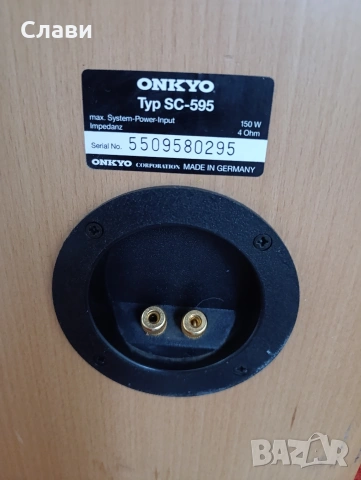 Слави
ONKYO
Typ SC-595
max. System-Power-Input 150 W
Impedanz 4 Ohm
Serial No. 5509580295
ONKYO CORPORATION MADE IN GERMANY
BAZAR